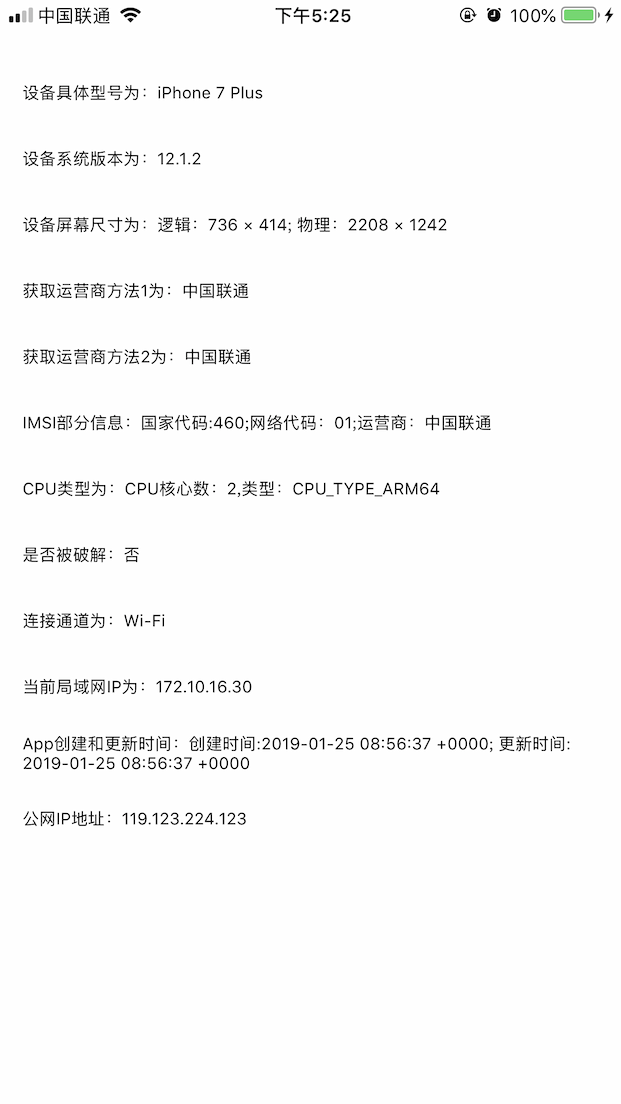 中国联通 下午5:25 100%
设备具体型号为：iPhone 7 Plus
设备系统版本为：12.1.2
设备屏幕尺寸为：逻辑：736 × 414; 物理：2208 × 1242
获取运营商方法1为：中国联通
获取运营商方法2为：中国联通
IMSI部分信息：国家代码:460;网络代码：01;运营商：中国联通
CPU类型为：CPU核心数：2,类型：CPU_TYPE_ARM64
是否被破解：否
连接通道为：Wi-Fi
当前局域网IP为：172.10.16.30
App创建和更新时间：创建时间:2019-01-25 08:56:37 +0000; 更新时间:
2019-01-25 08:56:37 +0000
公网IP地址：119.123.224.123